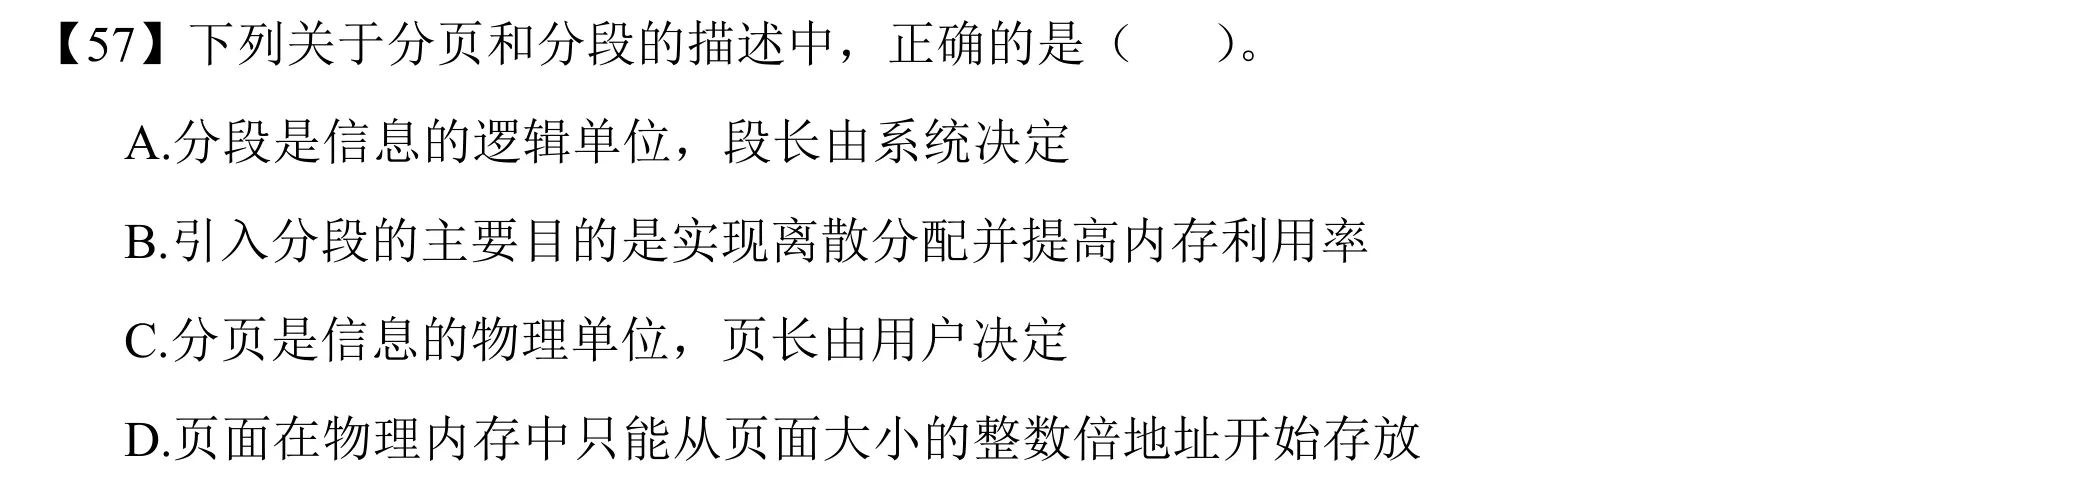 【57】下列关于分页和分段的描述中，正确的是（　　）。
A.分段是信息的逻辑单位，段长由系统决定
B.引入分段的主要目的是实现离散分配并提高内存利用率
C.分页是信息的物理单位，页长由用户决定
D.页面在物理内存中只能从页面大小的整数倍地址开始存放